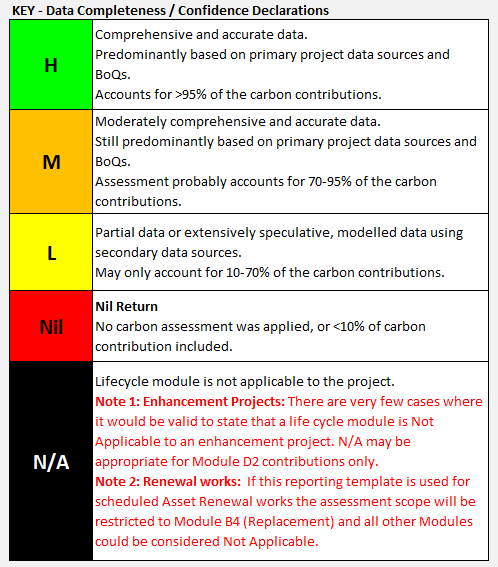 KEY - Data Completeness / Confidence Declarations
H
Comprehensive and accurate data.
Predominantly based on primary project data sources and
BoQs.
Accounts for >95% of the carbon contributions.
M
Moderately comprehensive and accurate data.
Still predominantly based on primary project data sources and
BoQs.
Assessment probably accounts for 70-95% of the carbon
contributions.
L
Partial data or extensively speculative, modelled data using
secondary data sources.
May only account for 10-70% of the carbon contributions.
Nil
Nil Return
No carbon assessment was applied, or <10% of carbon
contribution included.
N/A
Lifecycle module is not applicable to the project.
Note 1: Enhancement Projects: There are very few cases where
it would be valid to state that a life cycle module is Not
Applicable to an enhancement project. N/A may be
appropriate for Module D2 contributions only.
Note 2: Renewal works: If this reporting template is used for
scheduled Asset Renewal works the assessment scope will be
restricted to Module B4 (Replacement) and all other Modules
could be considered Not Applicable.